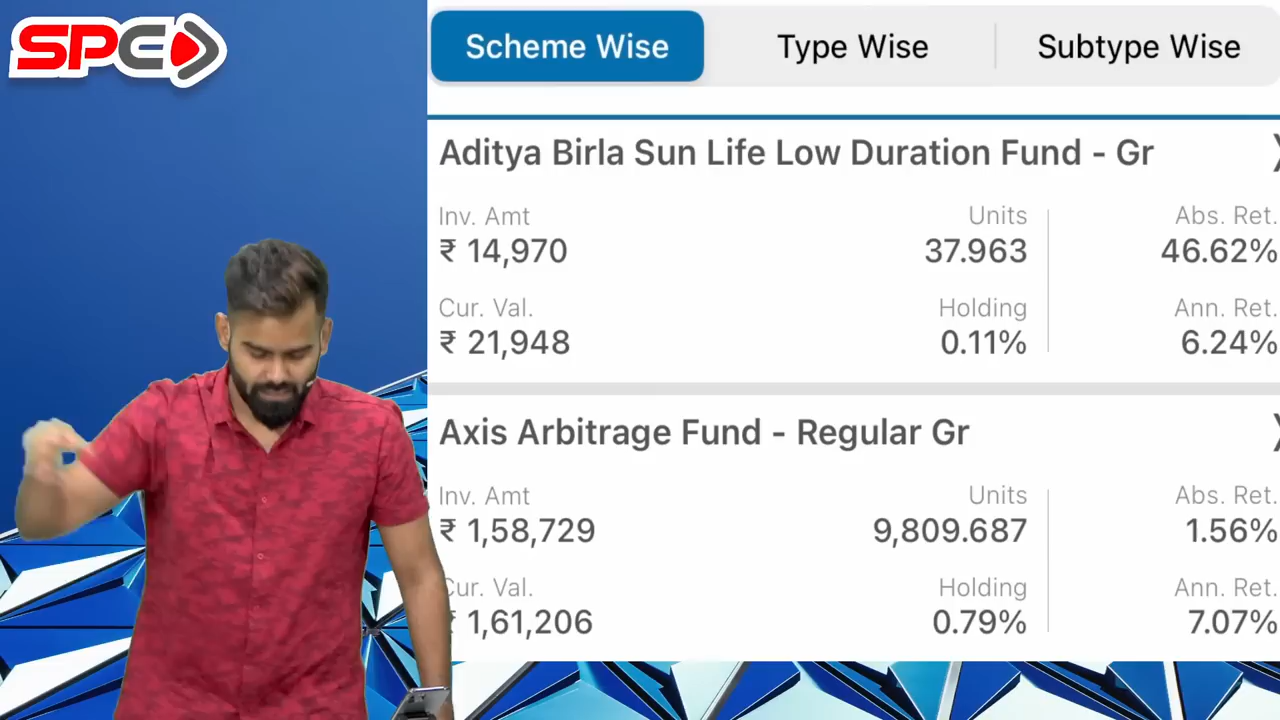 SPE
Scheme Wise
Type Wise
Subtype Wise
Aditya Birla Sun Life Low Duration Fund - Gr
Inv. Amt
Units
Abs. Ret.
₹ 14,970
37.963
46.62%
Cur. Val.
Holding
Ann. Ret.
₹ 21,948
0.11%
6.24%
Axis Arbitrage Fund - Regular Gr
Inv. Amt
Units
Abs. Ret.
₹ 1,58,729
9,809.687
1.56%
Cur. Val.
Holding
Ann. Ret.
₹ 1,61,206
0.79%
7.07%